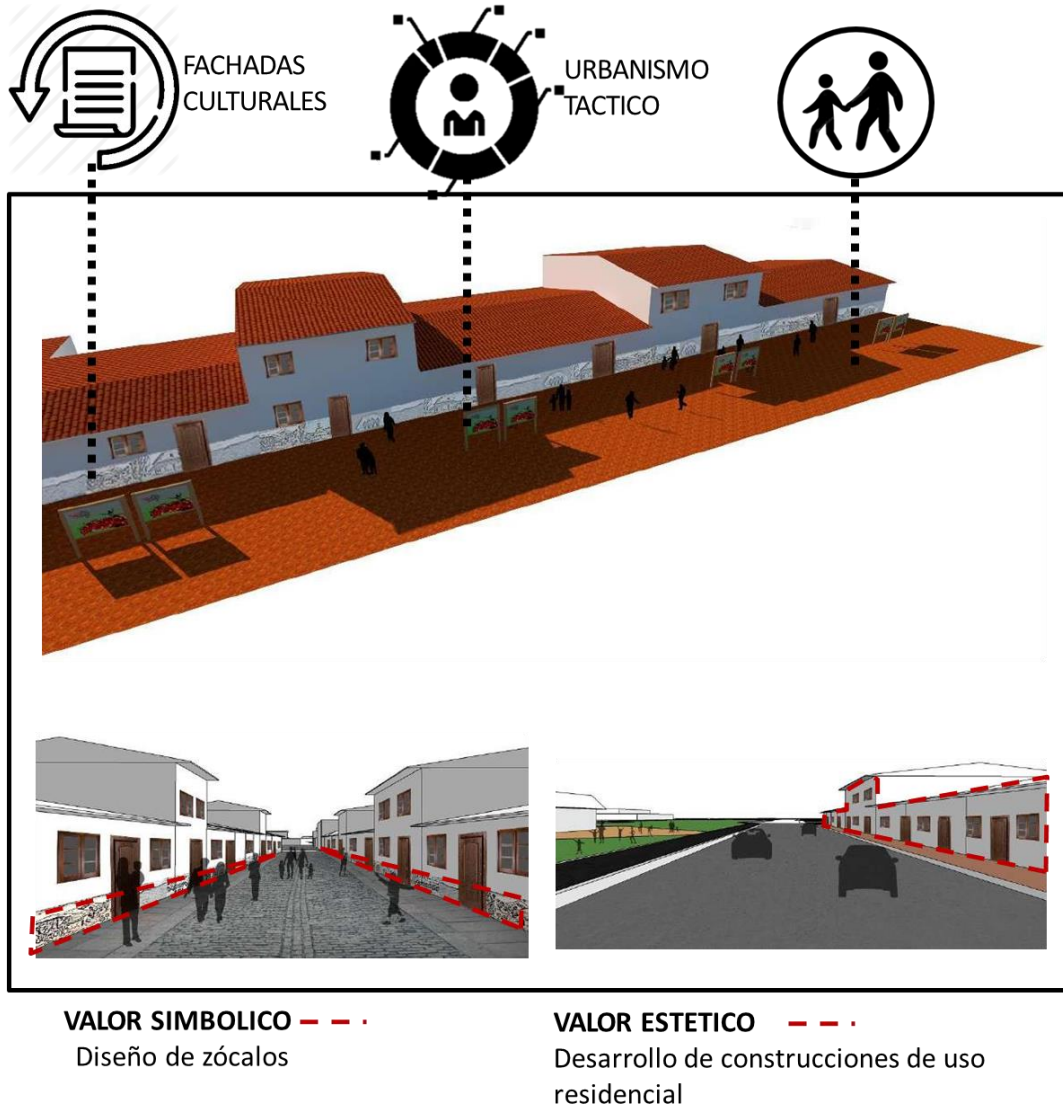 FACHADAS
CULTURALES
URBANISMO
TACTICO
VALOR SIMBOLICO
Diseño de zócalos
VALOR ESTETICO
Desarrollo de construcciones de uso
residencial